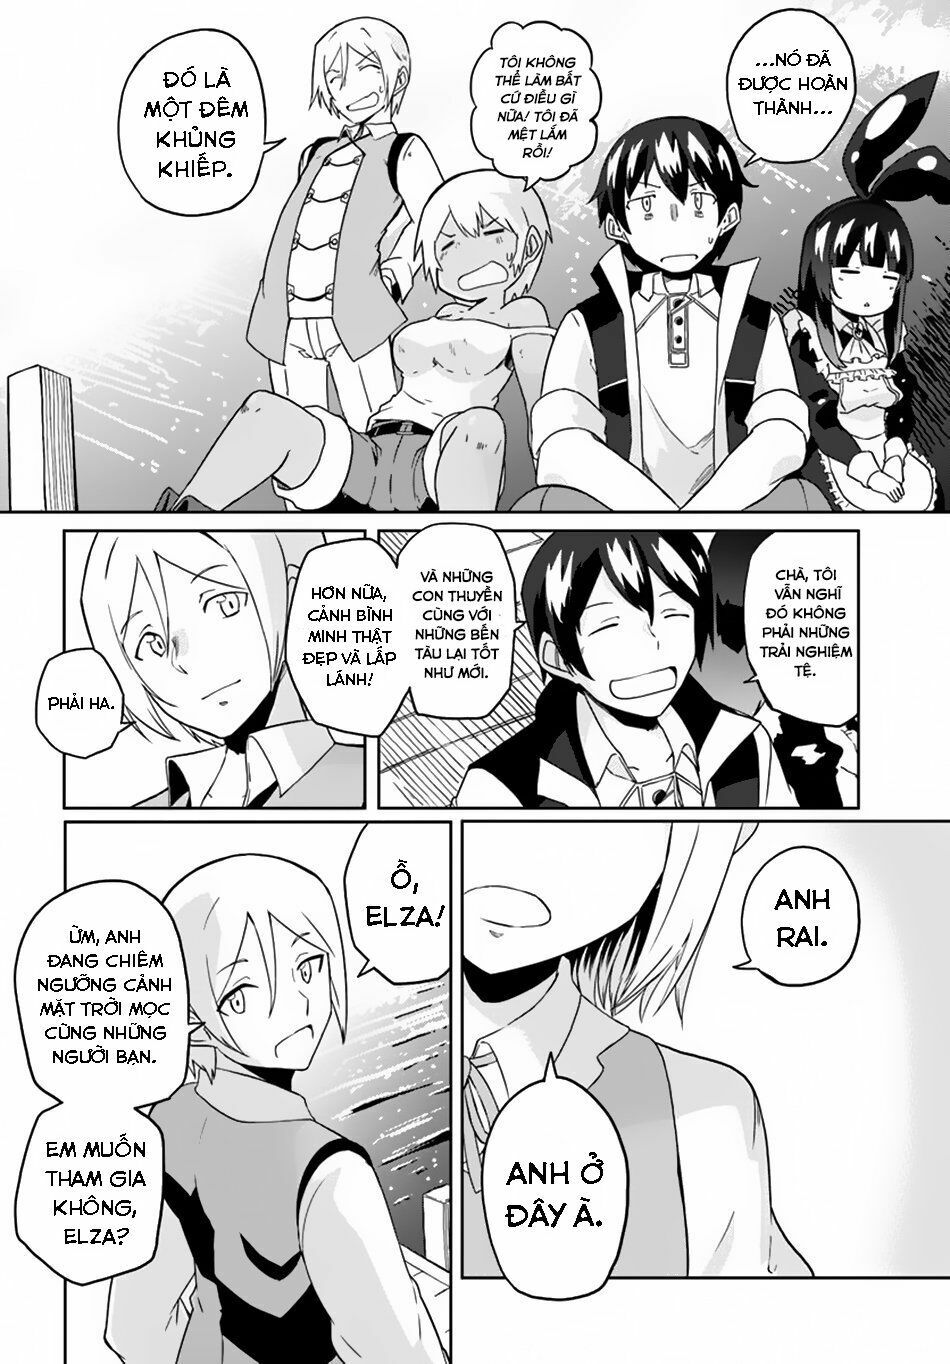 ...NÓ ĐÃ
ĐƯỢC HOÀN
THÀNH...
TÔI KHÔNG
THỂ LÀM BẤT
CỨ ĐIỀU GÌ
NỮA! TÔI ĐÃ
MỆT LẮM
RỒI!
ĐÓ LÀ
MỘT ĐÊM
KHỦNG
KHIẾP.
CHÀ, TÔI
VẪN NGHĨ
ĐÓ KHÔNG
PHẢI NHỮNG
TRẢI NGHIỆM
TỆ.
VÀ NHỮNG
CON THUYỀN
CÙNG VỚI
NHỮNG BẾN
TÀU LẠI TỐT
NHƯ MỚI.
HƠN NỮA,
CẢNH BÌNH
MINH THẬT
ĐẸP VÀ LẤP
LÁNH!
PHẢI HA.
ANH
RAI.
ANH Ở
ĐÂY À.
Ồ,
ELZA!
ỪM, ANH
ĐANG CHIÊM
NGƯỠNG CẢNH
MẶT TRỜI MỌC
CÙNG NHỮNG
NGƯỜI BẠN.
EM MUỐN
THAM GIA
KHÔNG,
ELZA?